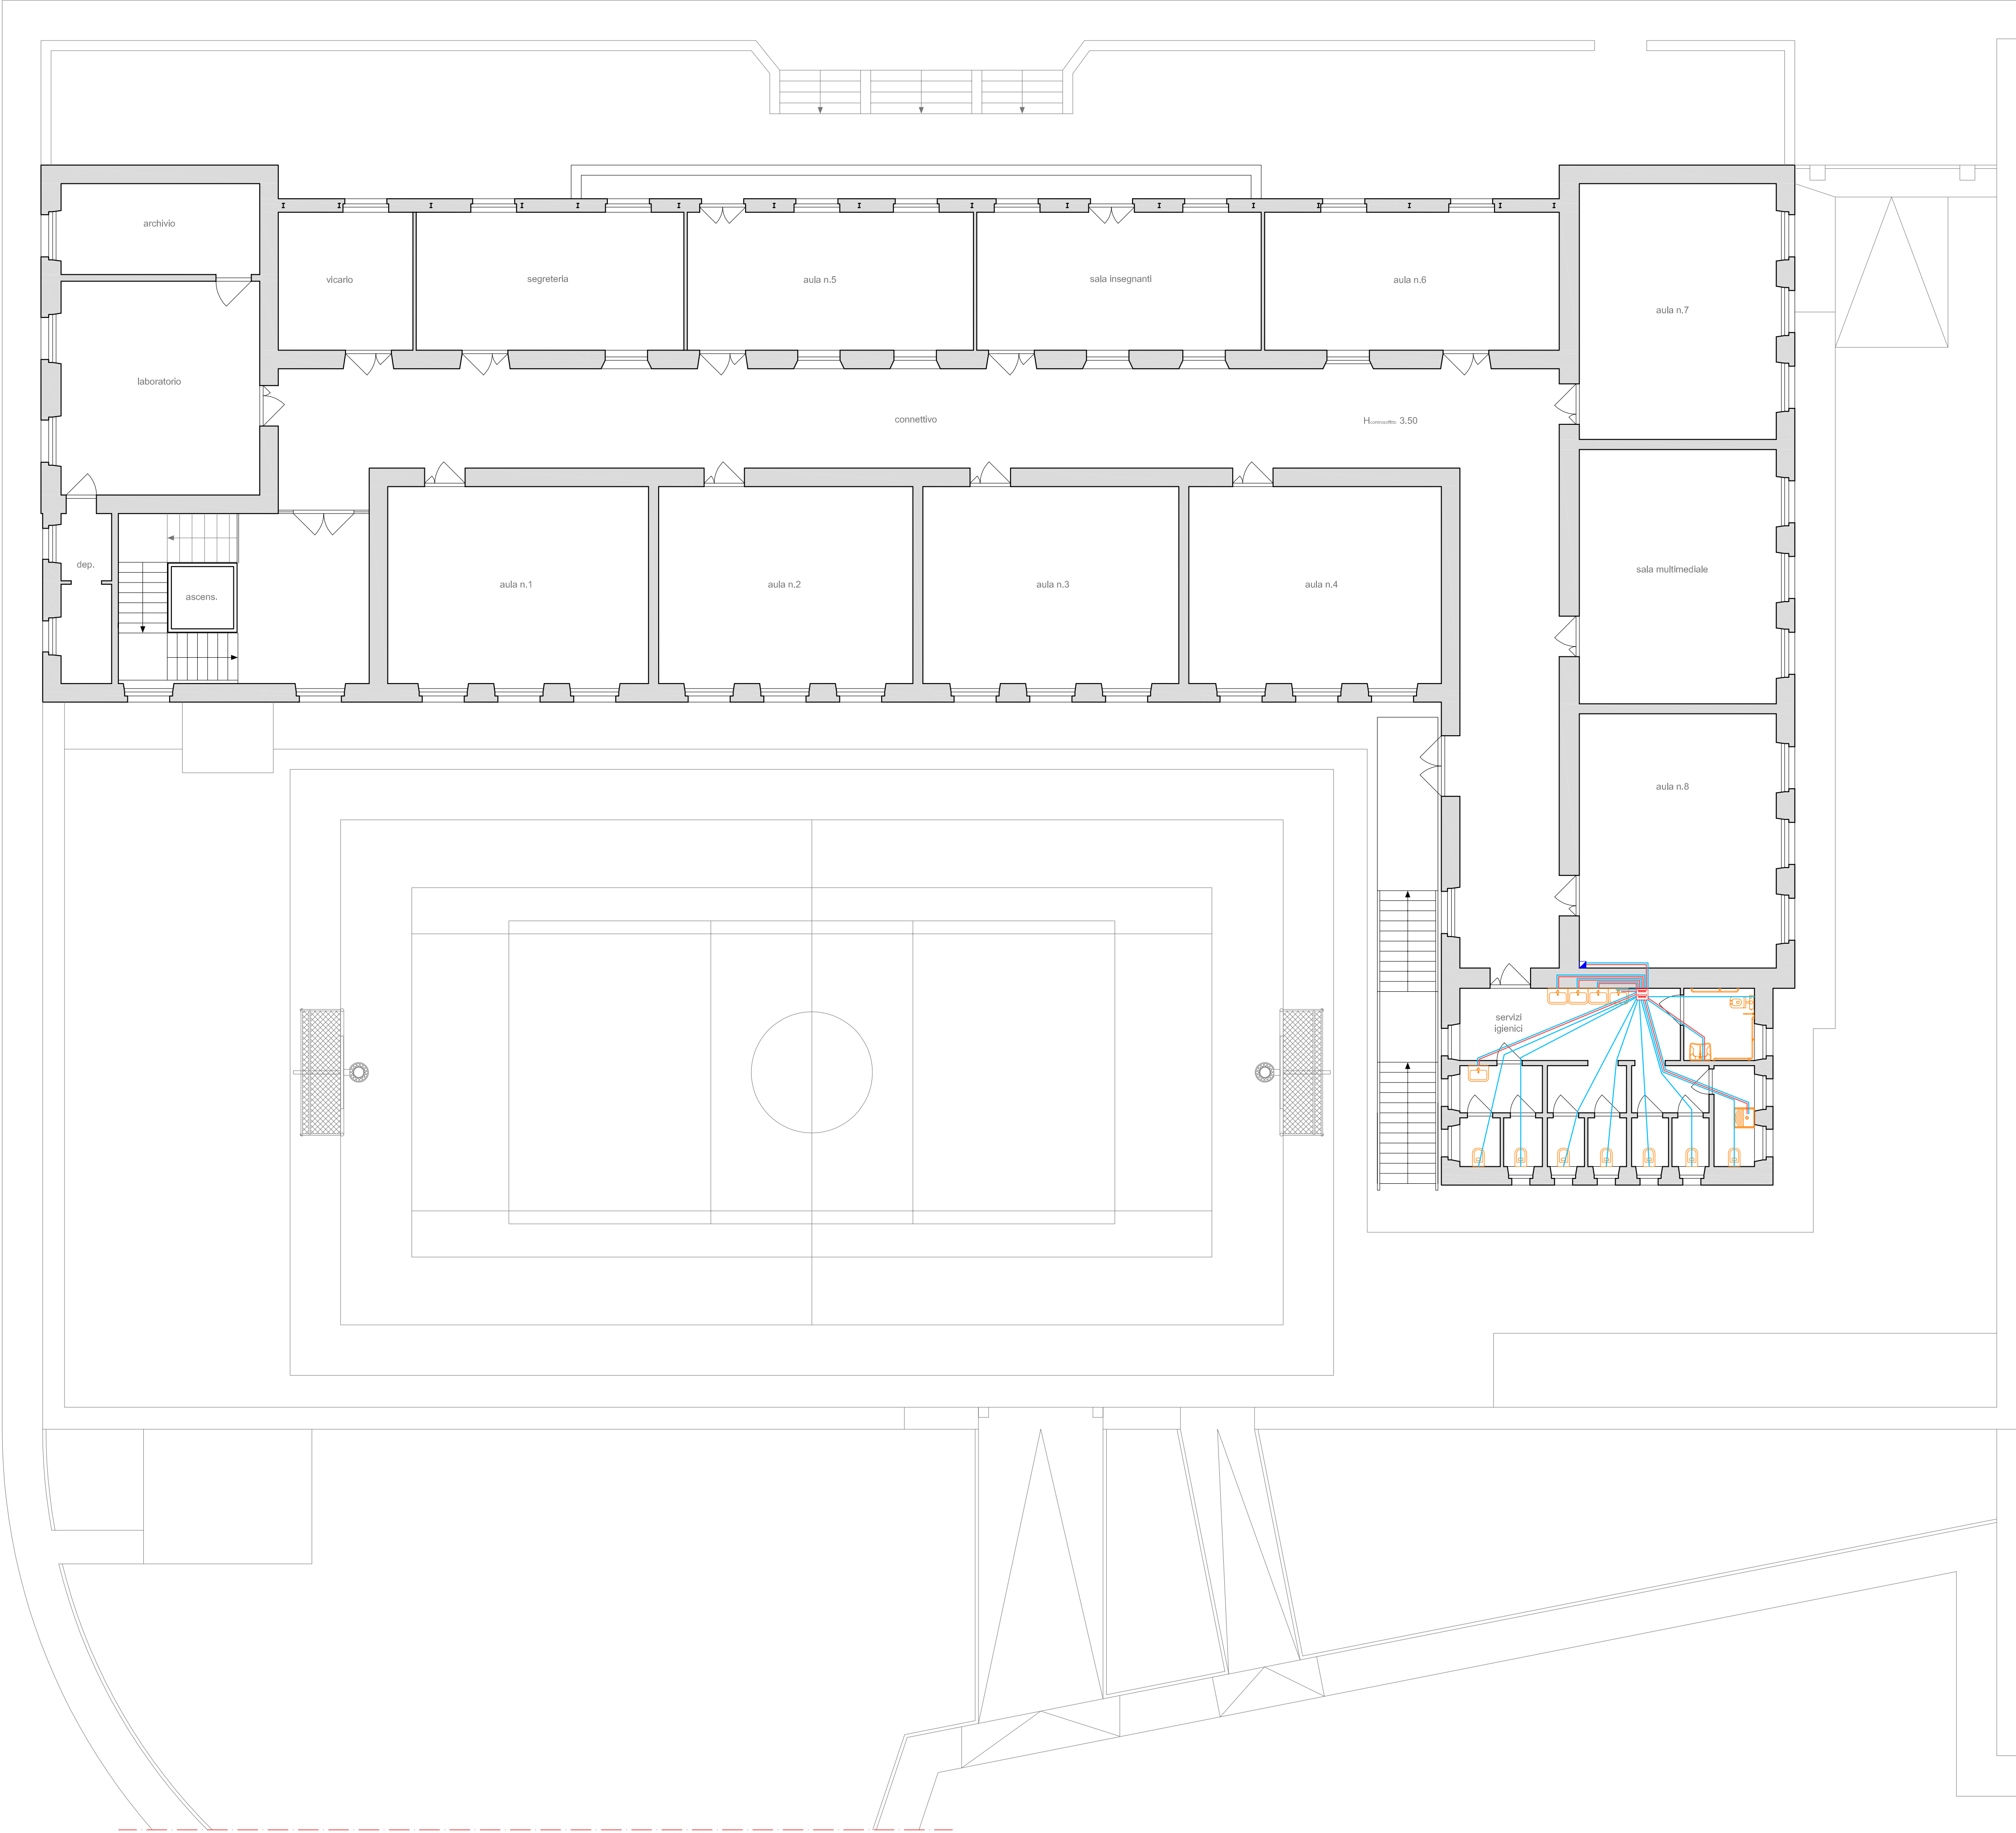 archivio
vicario
segreteria
aula n.5
sala insegnanti
aula n.6
aula n.7
laboratorio
connettivo
Hcontrosoffitto 3.50
dep.
ascens.
aula n.1
aula n.2
aula n.3
aula n.4
sala multimediale
aula n.8
servizi
igienici